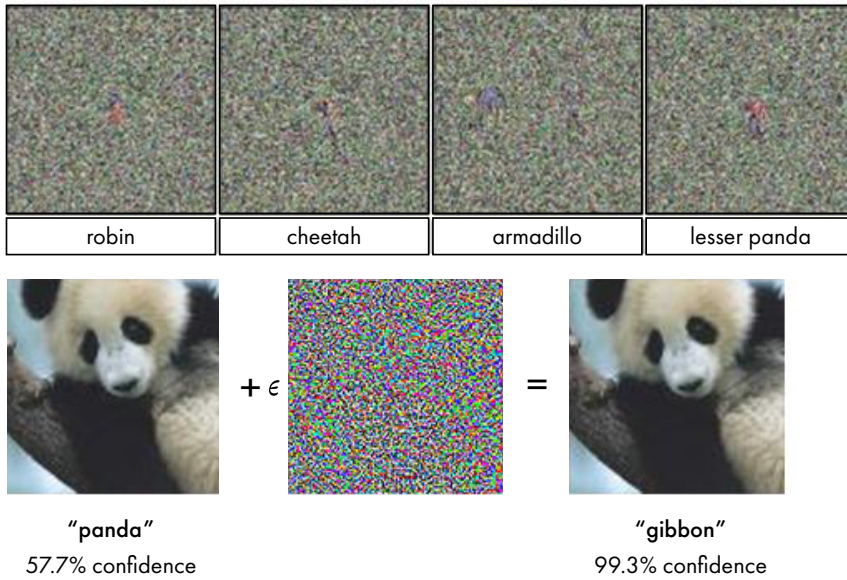 robin
cheetah
armadillo
lesser panda
+ ϵ
=
“panda”
“gibbon”
57.7% confidence
99.3% confidence